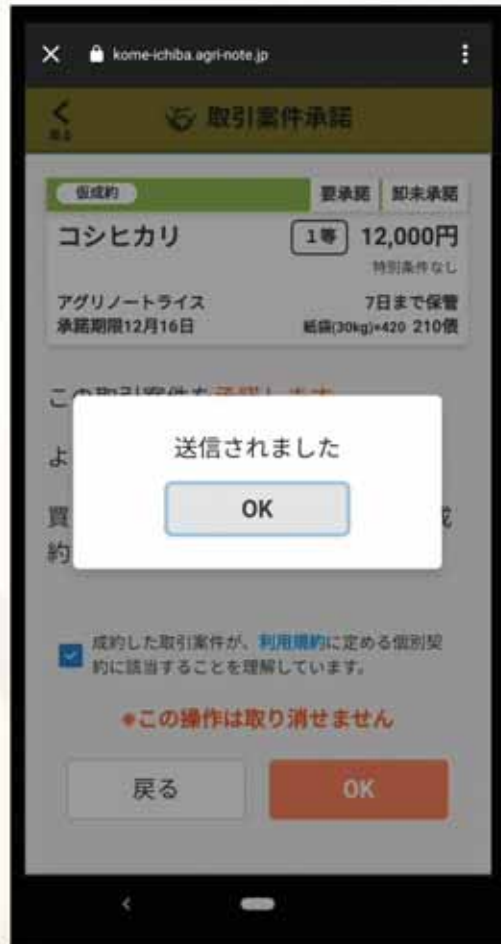 kome-ichiba.agri-note.jp
戻る
取引案件承諾
仮成約 要承諾 卸未承諾
コシヒカリ 1等 12,000円
特別条件なし
アグリノートライス 7日まで保管
承諾期限12月16日 紙袋(30kg)×420 210俵
送信されました
OK
よ
買
約
成約した取引案件が、利用規約に定める個別契
約に該当することを理解しています。
※この操作は取り消せません
戻る OK